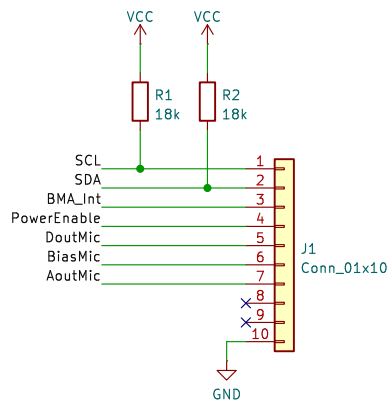 VCC VCC
R1
18k
R2
18k
SCL 1
SDA 2
BMA_Int 3
PowerEnable 4
DoutMic 5
BiasMic 6
AoutMic 7
8
9
10
J1
Conn_01x10
GND